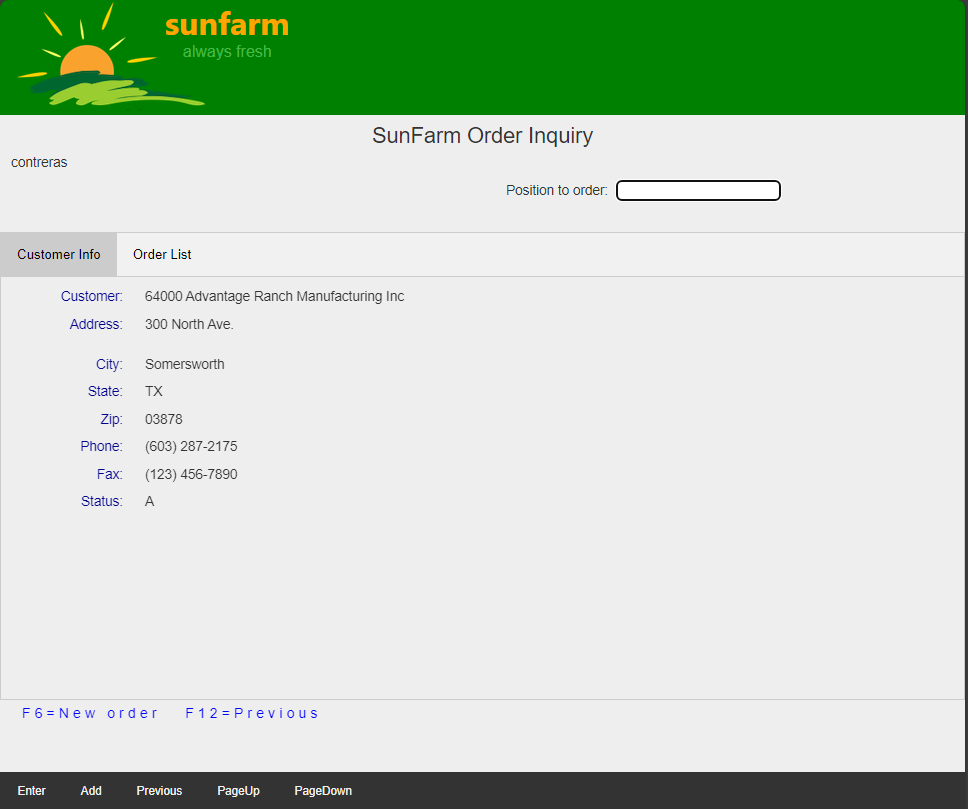 sunfarm
always fresh
SunFarm Order Inquiry
contreras
Position to order:
Customer Info Order List
Customer: 64000 Advantage Ranch Manufacturing Inc
Address: 300 North Ave.
City: Somersworth
State: TX
Zip: 03878
Phone: (603) 287-2175
Fax: (123) 456-7890
Status: A
F6=New order F12=Previous
Enter Add Previous PageUp PageDown